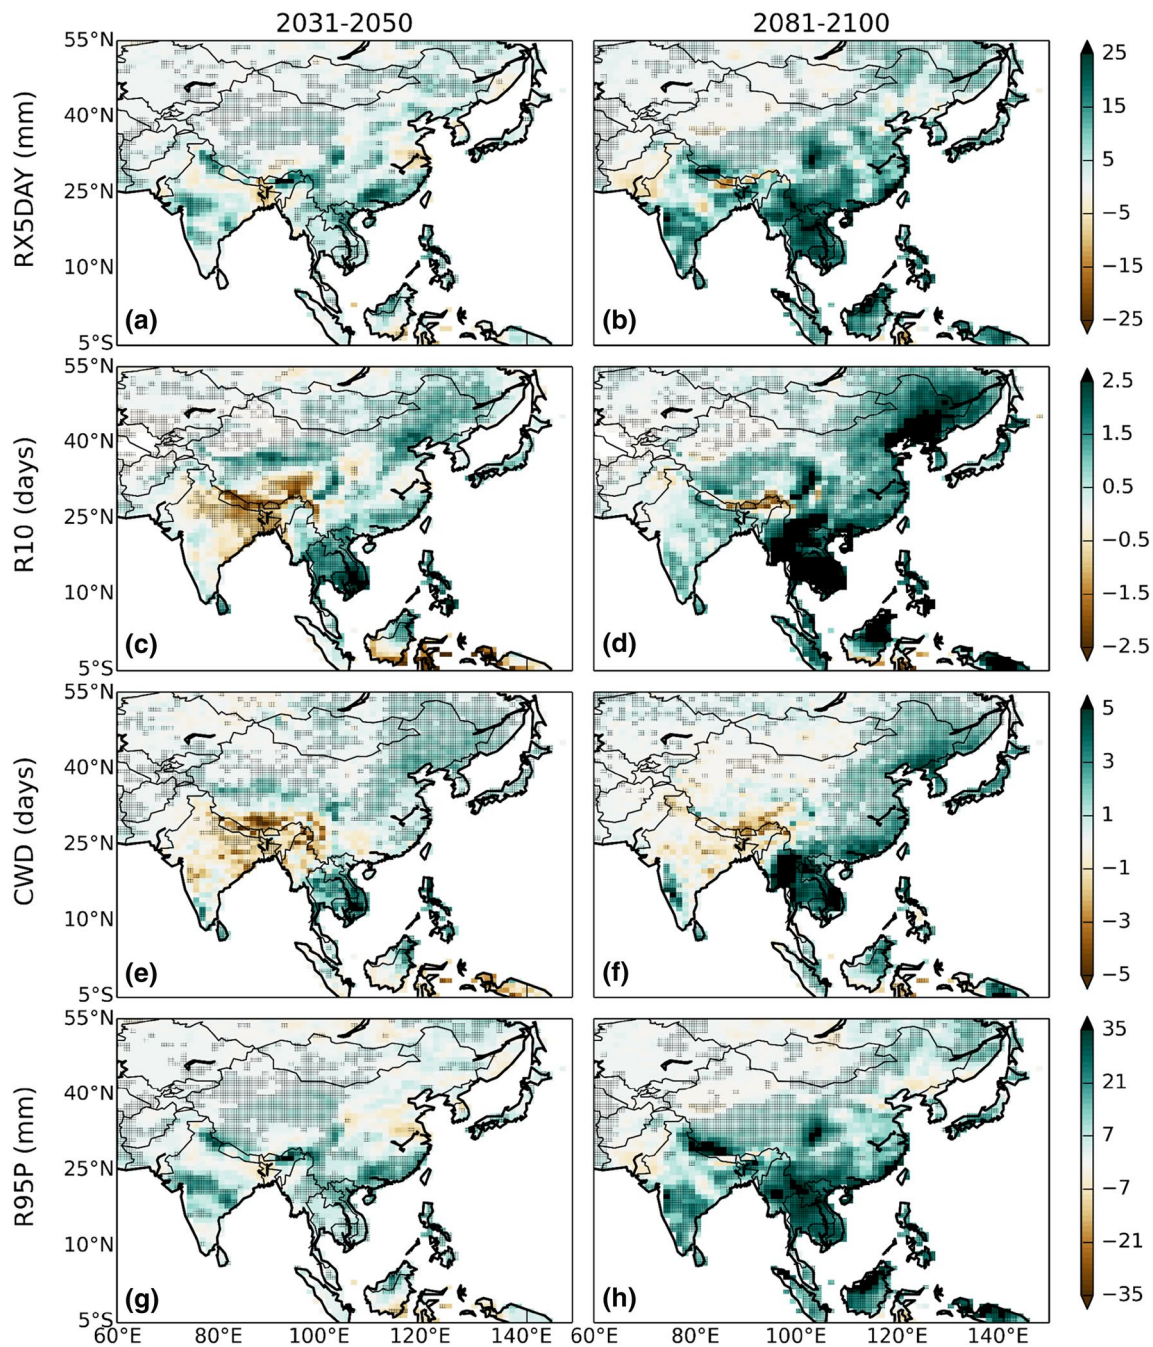 2031-2050 2081-2100
RX5DAY (mm)
55°N
40°N
25°N
10°N
5°S
(a) (b)
25
15
5
−5
−15
−25
R10 (days)
55°N
40°N
25°N
10°N
5°S
(c) (d)
2.5
1.5
0.5
−0.5
−1.5
−2.5
CWD (days)
55°N
40°N
25°N
10°N
5°S
(e) (f)
5
3
1
−1
−3
−5
R95P (mm)
55°N
40°N
25°N
10°N
5°S
(g) (h)
35
21
7
−7
−21
−35
60°E 80°E 100°E 120°E 140°E 60°E 80°E 100°E 120°E 140°E